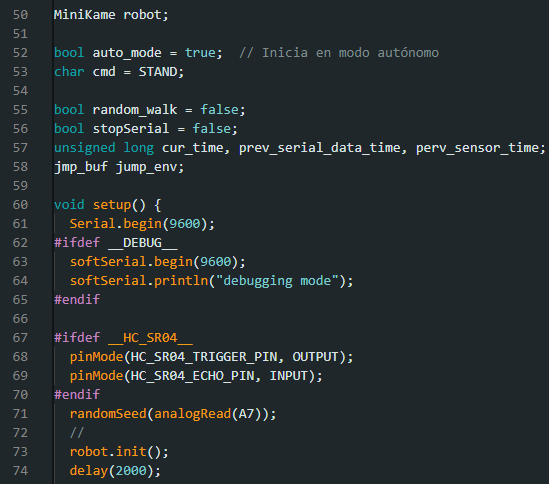 50 MiniKame robot;
51
52 bool auto_mode = true;  // Inicia en modo autónomo
53 char cmd = STAND;
54
55 bool random_walk = false;
56 bool stopSerial = false;
57 unsigned long cur_time, prev_serial_data_time, perv_sensor_time;
58 jmp_buf jump_env;
59
60 void setup() {
61   Serial.begin(9600);
62 #ifdef __DEBUG__
63   softSerial.begin(9600);
64   softSerial.println("debugging mode");
65 #endif
66
67 #ifdef __HC_SR04__
68   pinMode(HC_SR04_TRIGGER_PIN, OUTPUT);
69   pinMode(HC_SR04_ECHO_PIN, INPUT);
70 #endif
71   randomSeed(analogRead(A7));
72   //
73   robot.init();
74   delay(2000);